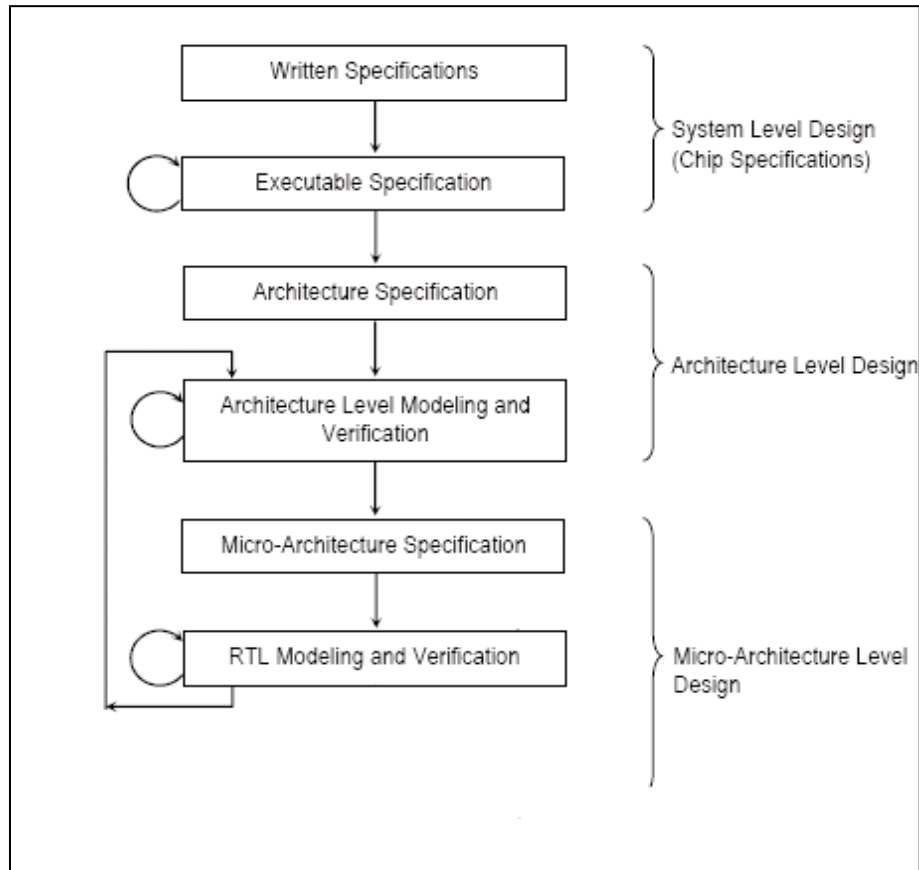 Written Specifications
System Level Design
(Chip Specifications)
Executable Specification
Architecture Specification
Architecture Level Design
Architecture Level Modeling and
Verification
Micro-Architecture Specification
RTL Modeling and Verification
Micro-Architecture Level
Design